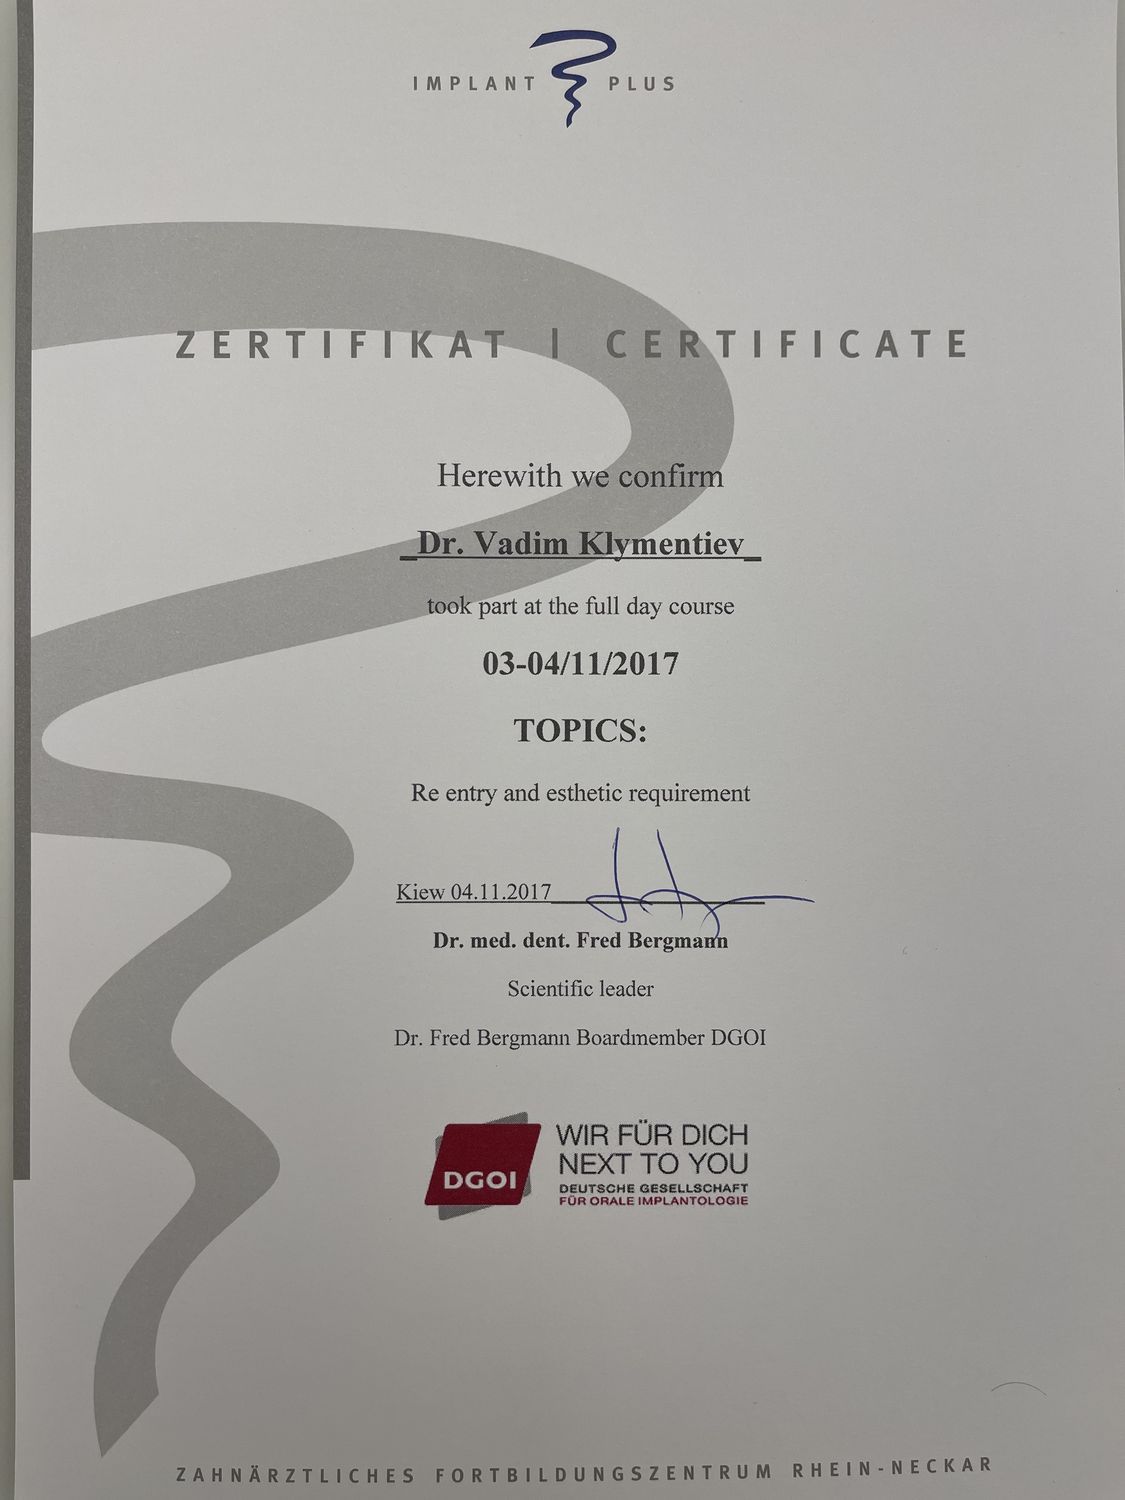 IMPLANT PLUS
ZERTIFIKAT | CERTIFICATE
Herewith we confirm
_Dr. Vadim Klymentiev_
took part at the full day course
03-04/11/2017
TOPICS:
Re entry and esthetic requirement
Kiew 04.11.2017
Dr. med. dent. Fred Bergmann
Scientific leader
Dr. Fred Bergmann Boardmember DGOI
DGOI
WIR FÜR DICH
NEXT TO YOU
DEUTSCHE GESELLSCHAFT
FÜR ORALE IMPLANTOLOGIE
ZAHNÄRZTLICHES FORTBILDUNGSZENTRUM RHEIN-NECKAR